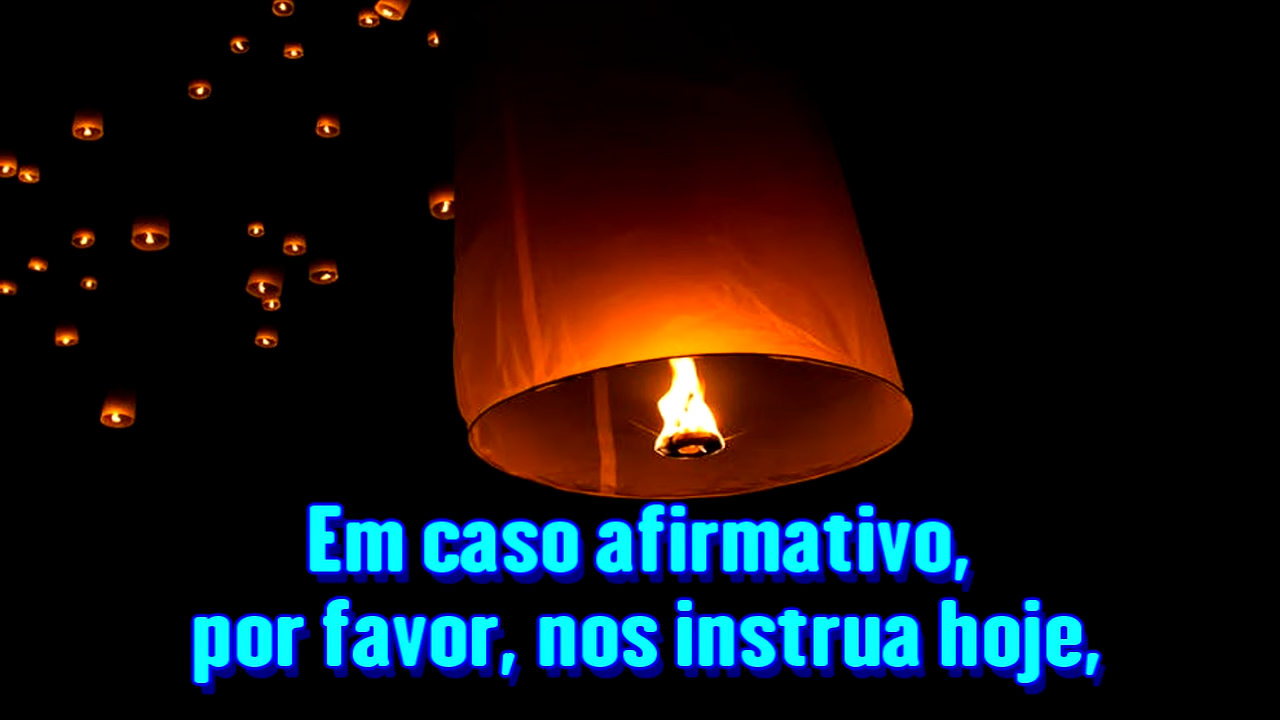 Em caso afirmativo,
por favor, nos instrua hoje,